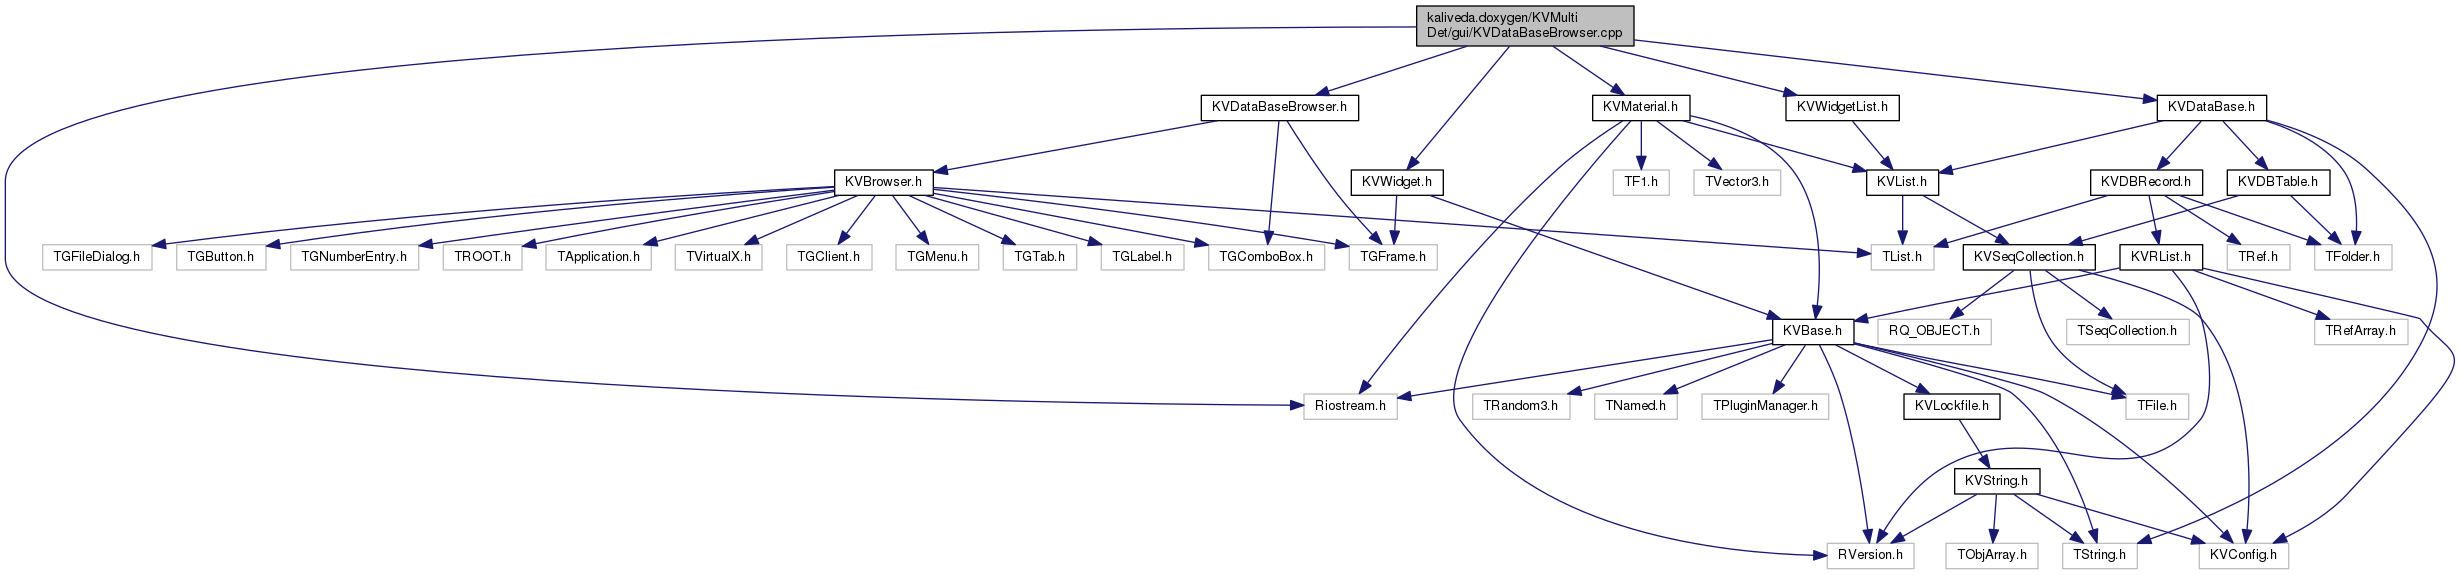 kaliveda.doxygen/KVMulti
Det/gui/KVDataBaseBrowser.cpp
KVDataBaseBrowser.h
KVMaterial.h
KVWidgetList.h
KVDataBase.h
KVBrowser.h
KVWidget.h
TF1.h
TVector3.h
KVList.h
KVDBRecord.h
KVDBTable.h
TGFileDialog.h
TGButton.h
TGNumberEntry.h
TROOT.h
TApplication.h
TVirtualX.h
TGClient.h
TGMenu.h
TGTab.h
TGLabel.h
TGComboBox.h
TGFrame.h
TList.h
KVSeqCollection.h
KVRList.h
TRef.h
TFolder.h
KVBase.h
RQ_OBJECT.h
TSeqCollection.h
TRefArray.h
Riostream.h
TRandom3.h
TNamed.h
TPluginManager.h
KVLockfile.h
TFile.h
KVString.h
RVersion.h
TObjArray.h
TString.h
KVConfig.h